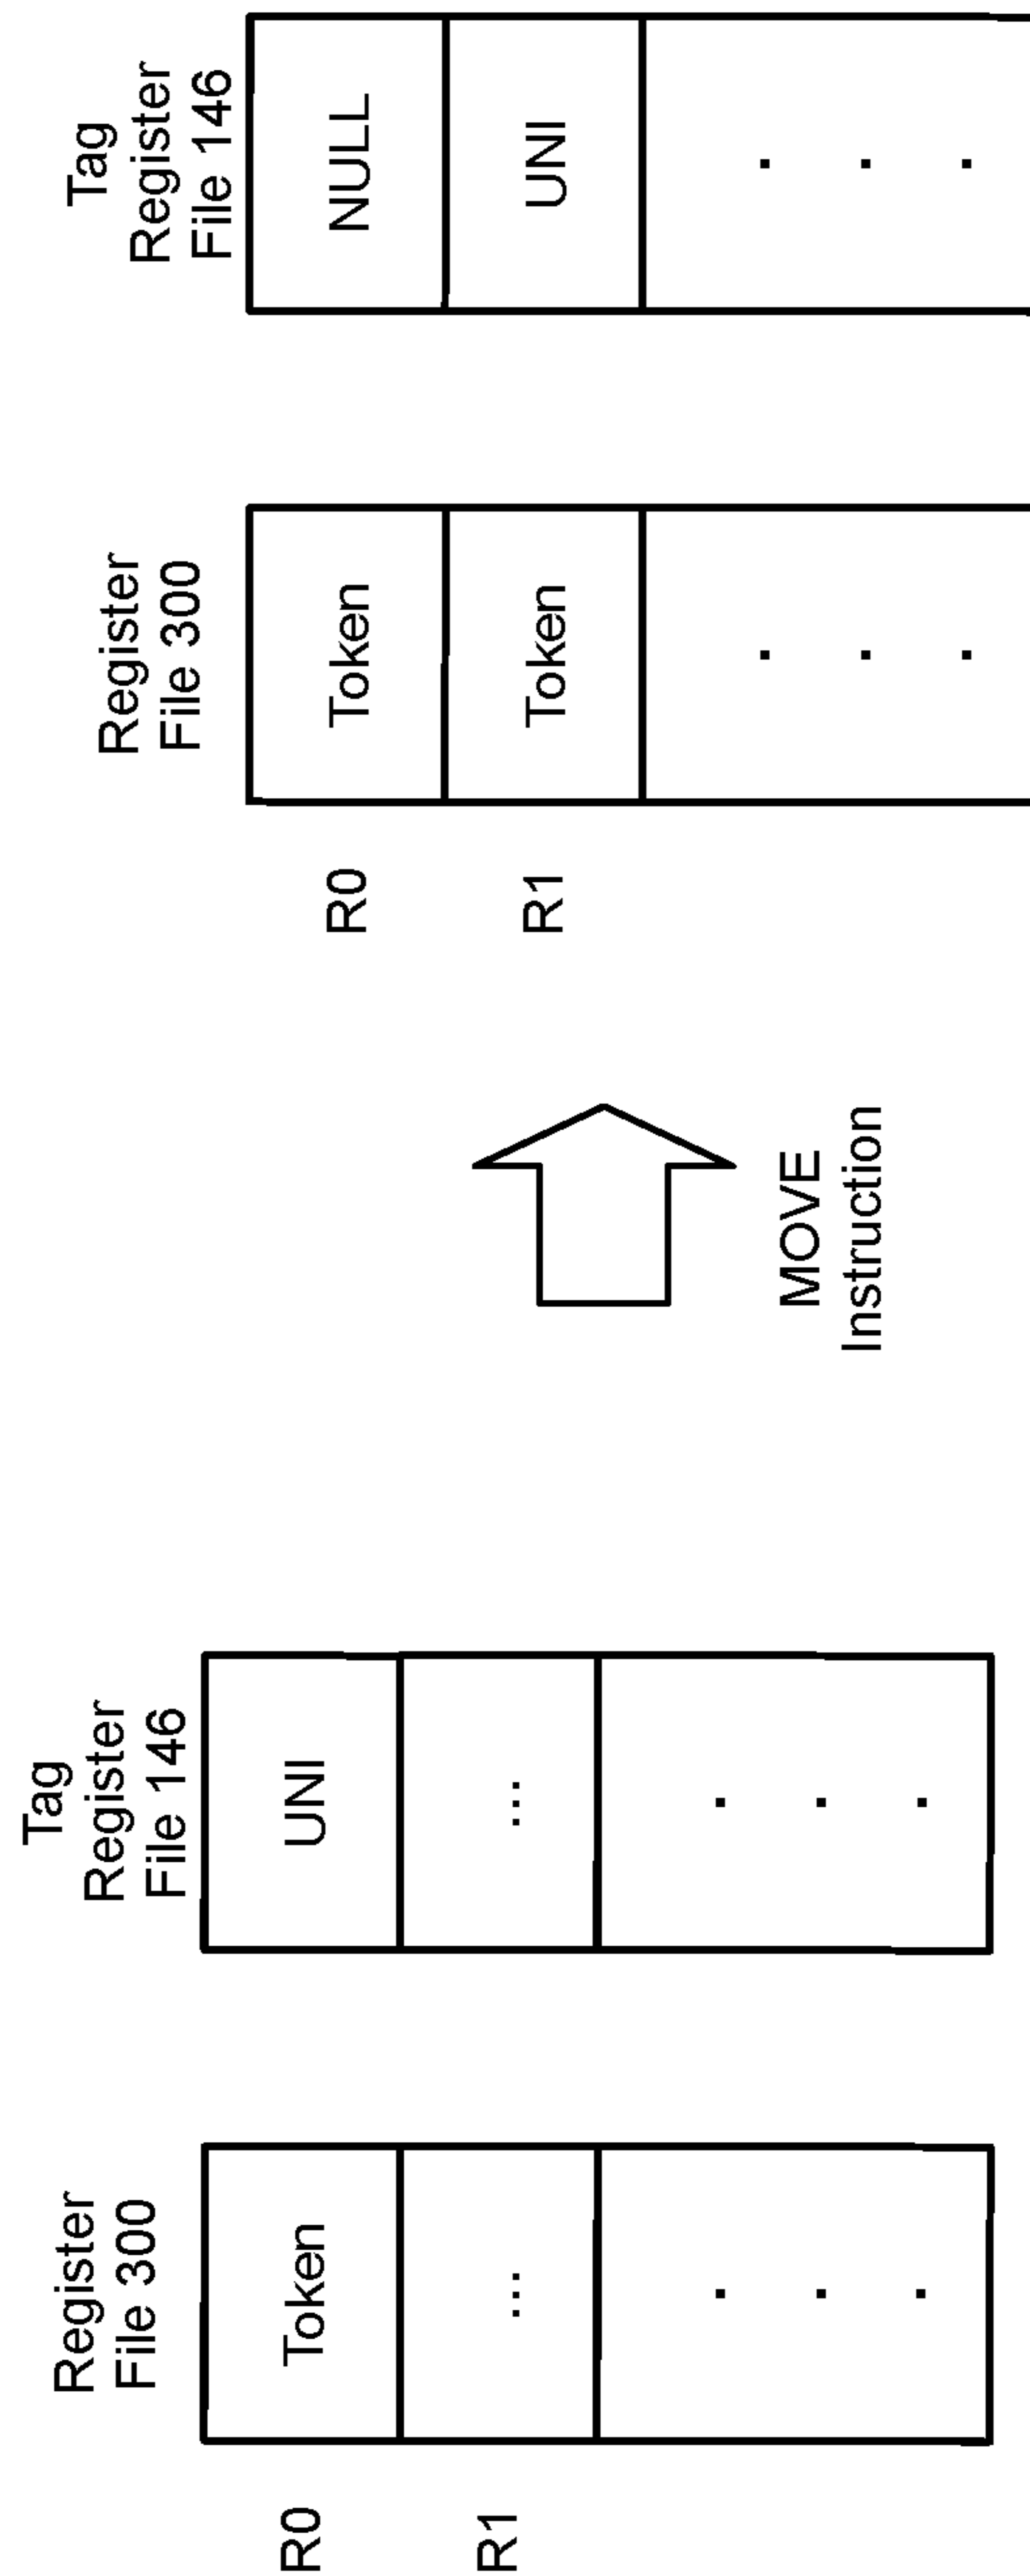 Register
File 300
Tag
Register
File 146
R0
Token
UNI
R1
...
...
MOVE
Instruction
Register
File 300
Tag
Register
File 146
R0
Token
NULL
R1
Token
UNI